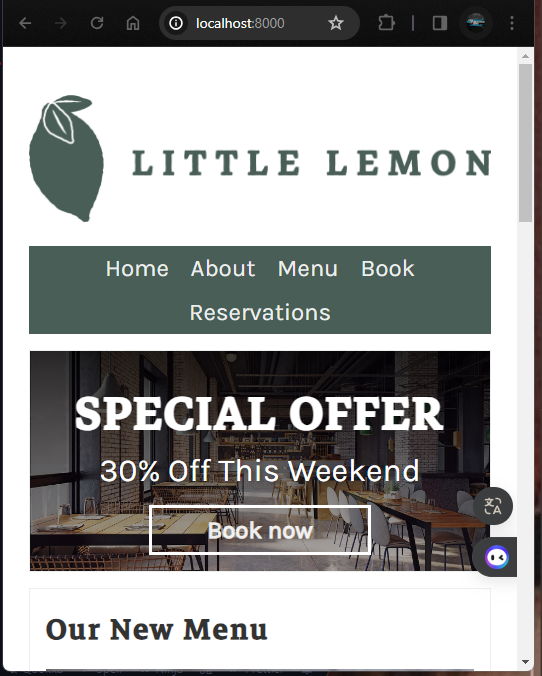 localhost:8000
LITTLE LEMON
Home About Menu Book
Reservations
SPECIAL OFFER
30% Off This Weekend
Book now
Our New Menu